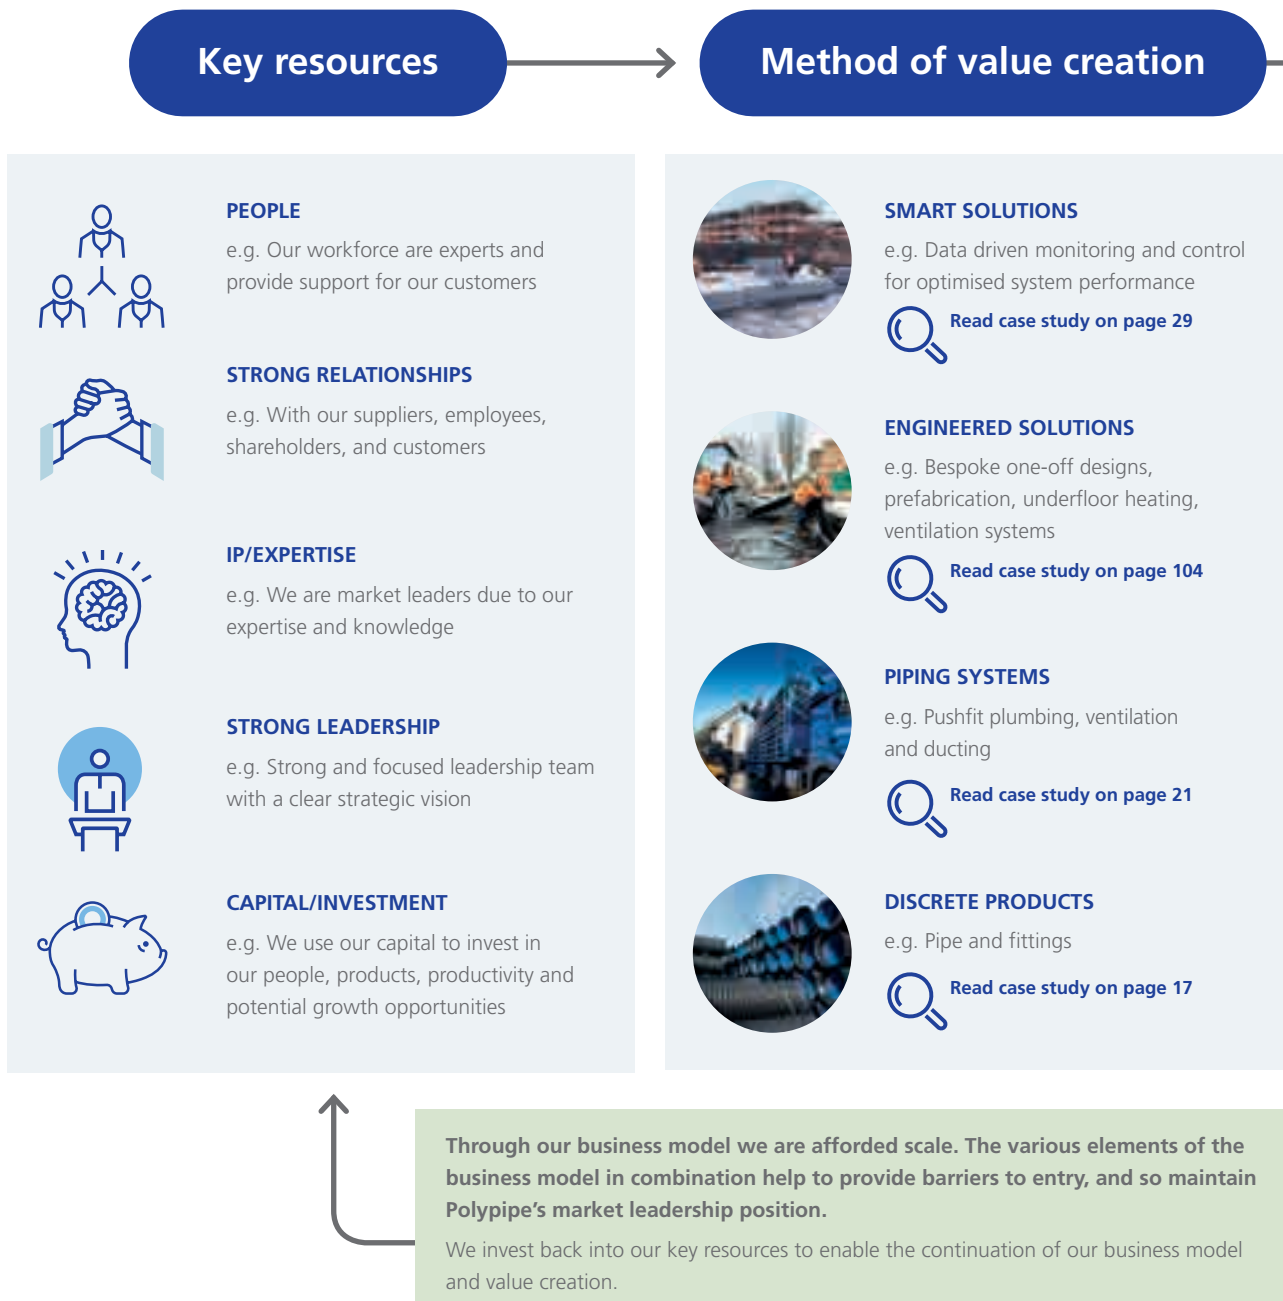 Key resources
Method of value creation
PEOPLE
e.g. Our workforce are experts and
provide support for our customers
STRONG RELATIONSHIPS
e.g. With our suppliers, employees,
shareholders, and customers
IP/EXPERTISE
e.g. We are market leaders due to our
expertise and knowledge
STRONG LEADERSHIP
e.g. Strong and focused leadership team
with a clear strategic vision
CAPITAL/INVESTMENT
e.g. We use our capital to invest in
our people, products, productivity and
potential growth opportunities
SMART SOLUTIONS
e.g. Data driven monitoring and control
for optimised system performance
Read case study on page 29
ENGINEERED SOLUTIONS
e.g. Bespoke one-off designs,
prefabrication, underfloor heating,
ventilation systems
Read case study on page 104
PIPING SYSTEMS
e.g. Pushfit plumbing, ventilation
and ducting
Read case study on page 21
DISCRETE PRODUCTS
e.g. Pipe and fittings
Read case study on page 17
Through our business model we are afforded scale. The various elements of the
business model in combination help to provide barriers to entry, and so maintain
Polypipe's market leadership position.
We invest back into our key resources to enable the continuation of our business model
and value creation.